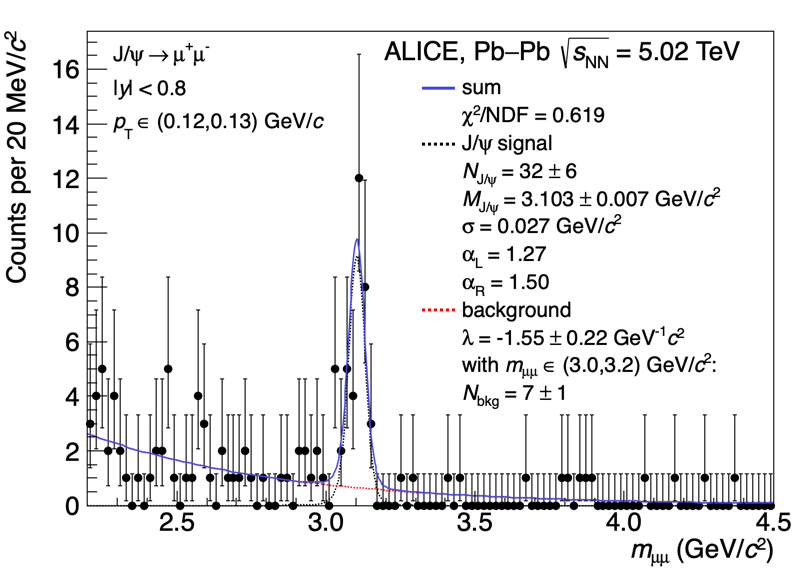 J/ψ → μ⁺μ⁻
|y| < 0.8
p_T ∈ (0.12,0.13) GeV/c
ALICE, Pb–Pb √s_NN = 5.02 TeV
sum
χ²/NDF = 0.619
J/ψ signal
N_J/ψ = 32 ± 6
M_J/ψ = 3.103 ± 0.007 GeV/c²
σ = 0.027 GeV/c²
α_L = 1.27
α_R = 1.50
background
λ = -1.55 ± 0.22 GeV⁻¹c²
with m_μμ ∈ (3.0,3.2) GeV/c²:
N_bkg = 7 ± 1
Counts per 20 MeV/c²
16
14
12
10
8
6
4
2
0
2.5 3.0 3.5 4.0 4.5
m_μμ (GeV/c²)